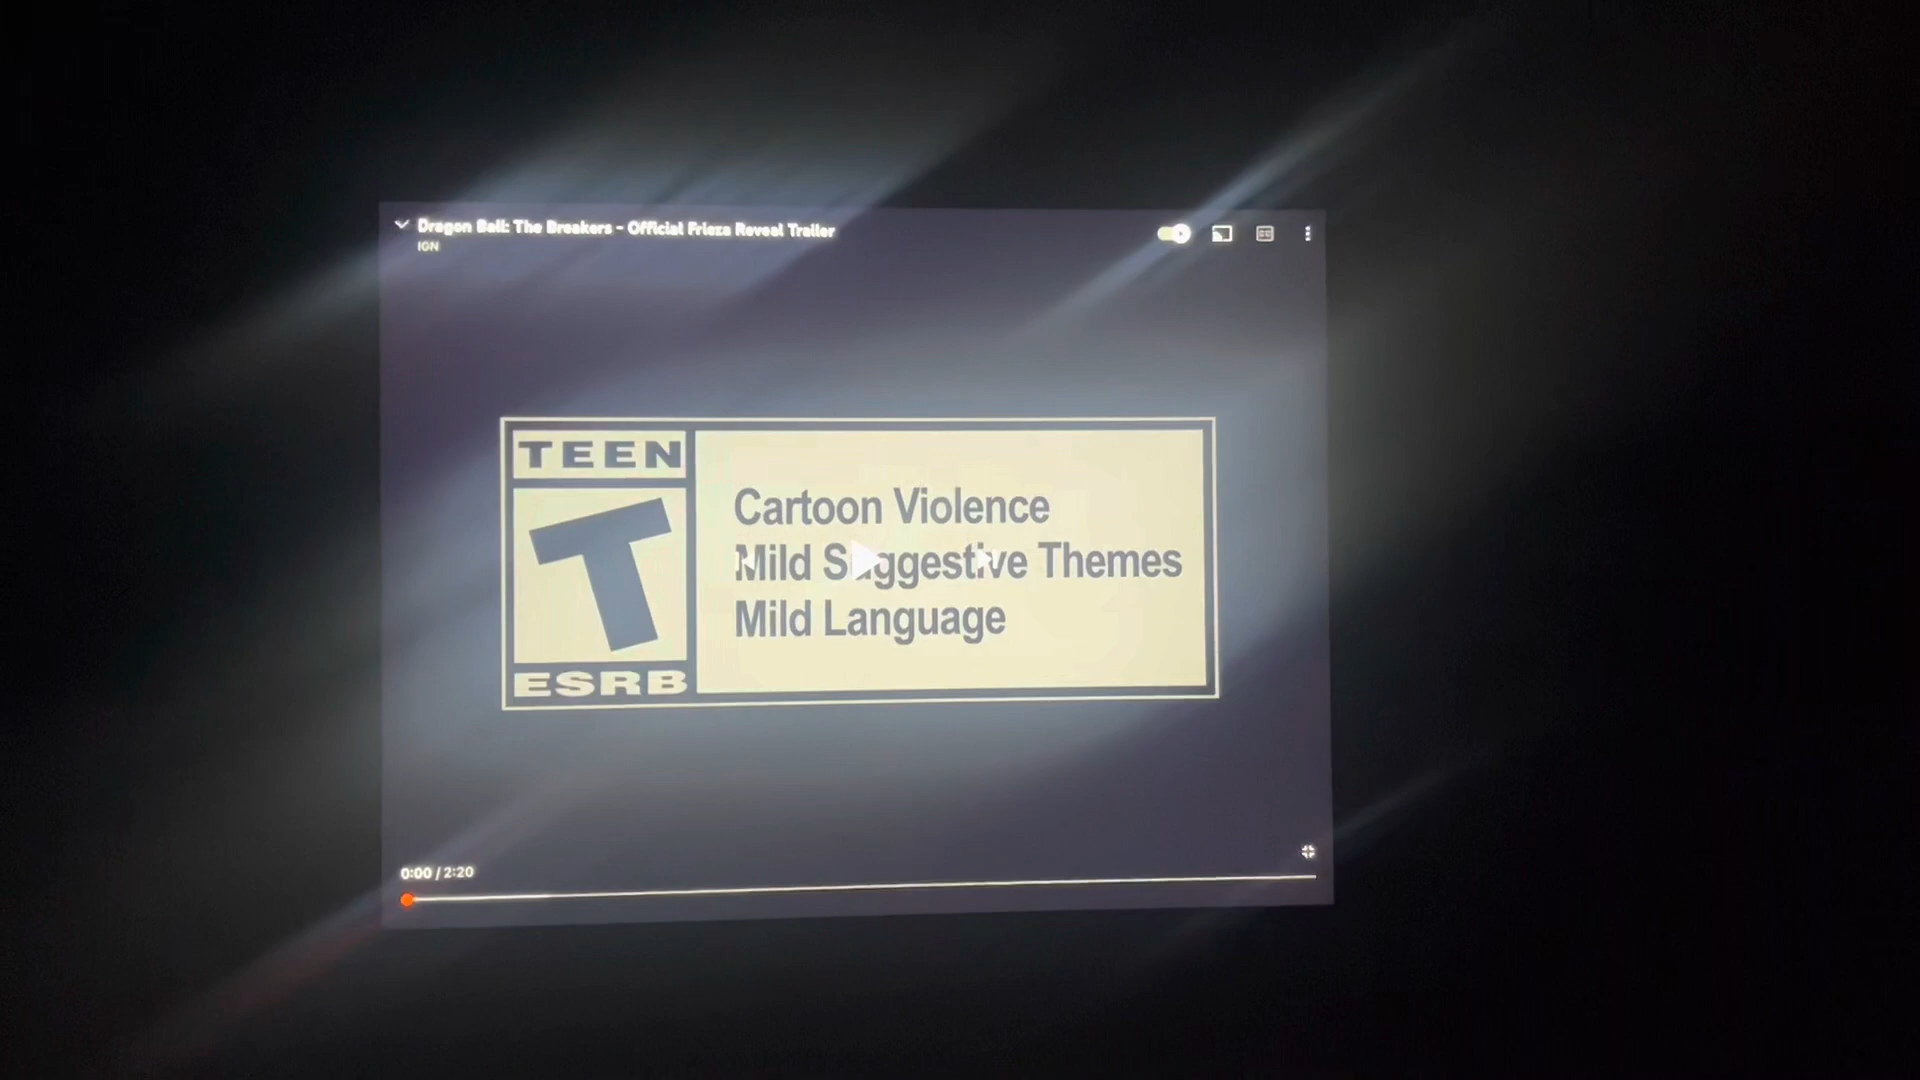 Dragon Ball: The Breakers - Official Frieza Reveal Trailer
IGN
CC
TEEN
T
ESRB
Cartoon Violence
Mild Suggestive Themes
Mild Language
0:00 / 2:20